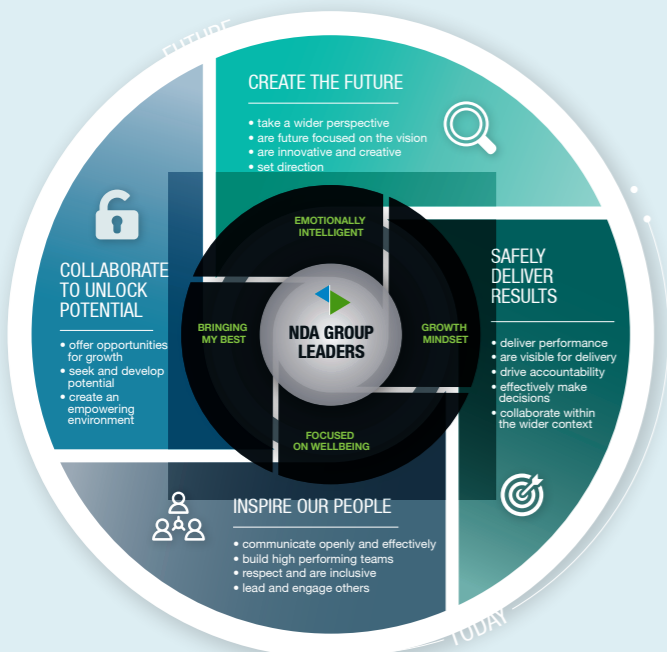 FUTURE
CREATE THE FUTURE
• take a wider perspective
• are future focused on the vision
• are innovative and creative
• set direction
COLLABORATE
TO UNLOCK
POTENTIAL
• offer opportunities
for growth
• seek and develop
potential
• create an
empowering
environment
EMOTIONALLY
INTELLIGENT
BRINGING
MY BEST
NDA GROUP
LEADERS
GROWTH
MINDSET
FOCUSED
ON WELLBEING
SAFELY
DELIVER
RESULTS
• deliver performance
• are visible for delivery
• drive accountability
• effectively make
decisions
• collaborate within
the wider context
INSPIRE OUR PEOPLE
• communicate openly and effectively
• build high performing teams
• respect and are inclusive
• lead and engage others
TODAY